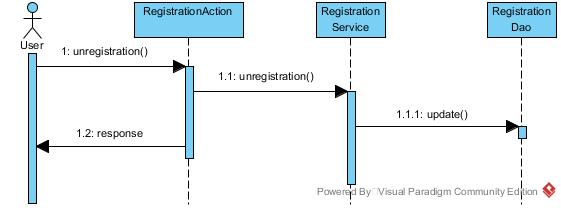 RegistrationAction
Registration
Service
Registration
Dao
User
1: unregistration()
1.1: unregistration()
1.1.1: update()
1.2: response
Powered By Visual Paradigm Community Edition